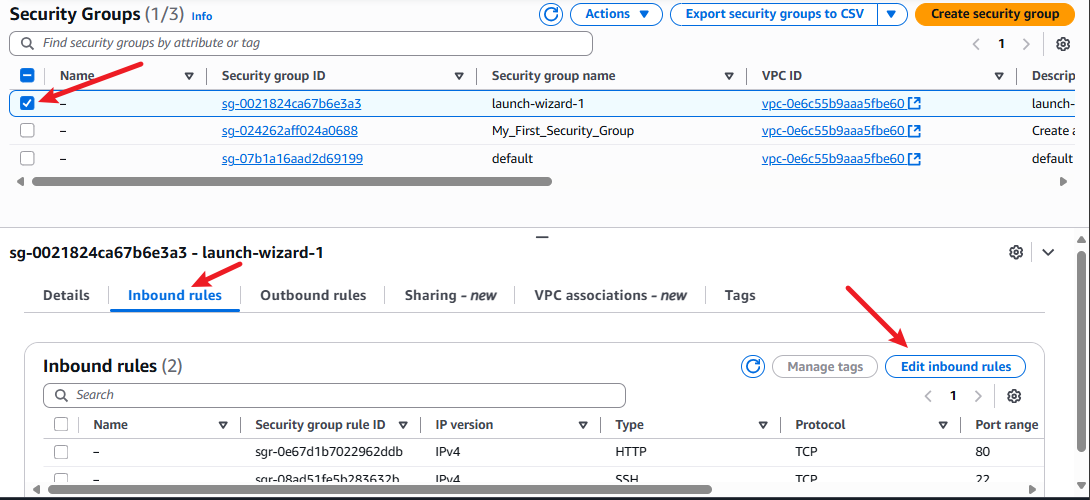 Security Groups (1/3) Info Actions Export security groups to CSV Create security group
Find security groups by attribute or tag 1
Name Security group ID Security group name VPC ID Descrip
– sg-0021824ca67b6e3a3 launch-wizard-1 vpc-0e6c55b9aaa5fbe60 launch-
– sg-024262aff024a0688 My_First_Security_Group vpc-0e6c55b9aaa5fbe60 Create a
– sg-07b1a16aad2d69199 default vpc-0e6c55b9aaa5fbe60 default
sg-0021824ca67b6e3a3 - launch-wizard-1
Details Inbound rules Outbound rules Sharing - new VPC associations - new Tags
Inbound rules (2) Manage tags Edit inbound rules
Search 1
Name Security group rule ID IP version Type Protocol Port range
– sgr-0e67d1b7022962ddb IPv4 HTTP TCP 80
– sgr-08ad51fe5b283632b IPv4 SSH TCP 22